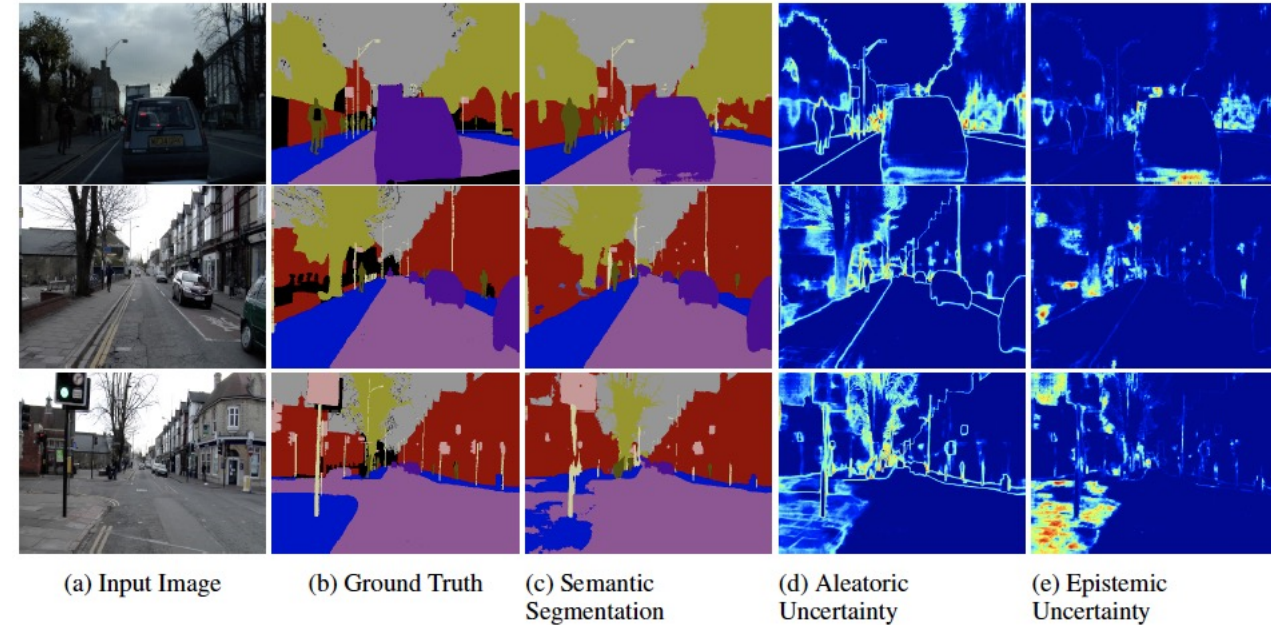 (a) Input Image
(b) Ground Truth
(c) Semantic
Segmentation
(d) Aleatoric
Uncertainty
(e) Epistemic
Uncertainty